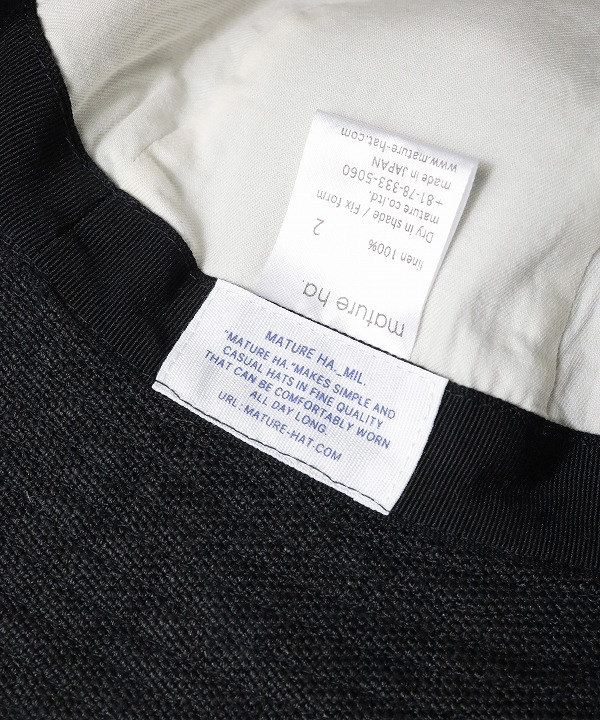 mature ha.
linen 100%
2
Dry in shade / Fix form
mature co.ltd.
+81-78-333-5060
made in JAPAN
www.mature-hat.com
MATURE HA._MIL.
"MATURE HA."MAKES SIMPLE AND
CASUAL HATS IN FINE QUALITY
THAT CAN BE COMFORTABLY WORN
ALL DAY LONG.
URL: MATURE-HAT.COM